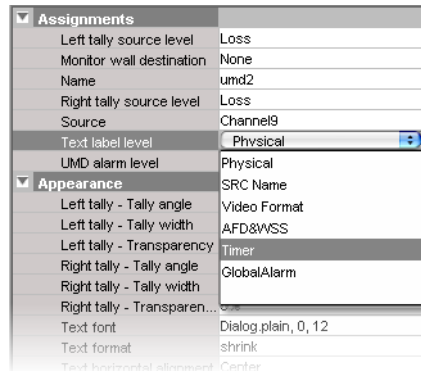 Assignments
Left tally source level Loss
Monitor wall destination None
Name umd2
Right tally source level Loss
Source Channel9
Text label level Physical
UMD alarm level Physical
Appearance SRC Name
Left tally - Tally angle Video Format
Left tally - Tally width AFD&WSS
Left tally - Transparency Timer
Right tally - Tally angle GlobalAlarm
Right tally - Tally width
Right tally - Transparen...
Text font Dialog.plain, 0, 12
Text format shrink
Text horizontal alignment Center